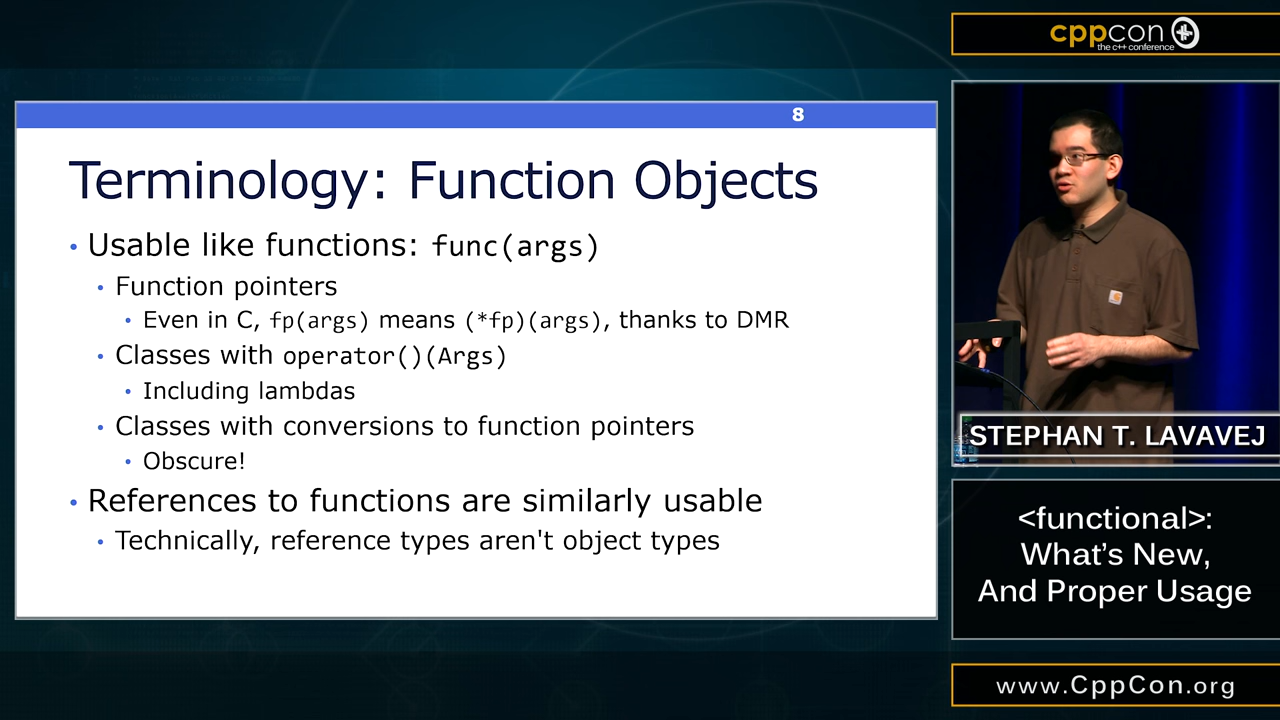 8
Terminology: Function Objects
• Usable like functions: func(args)
• Function pointers
• Even in C, fp(args) means (*fp)(args), thanks to DMR
• Classes with operator()(Args)
• Including lambdas
• Classes with conversions to function pointers
• Obscure!
• References to functions are similarly usable
• Technically, reference types aren't object types
cppcon
the c++ conference
STEPHAN T. LAVAVEJ
<functional>:
What's New,
And Proper Usage
www.CppCon.org